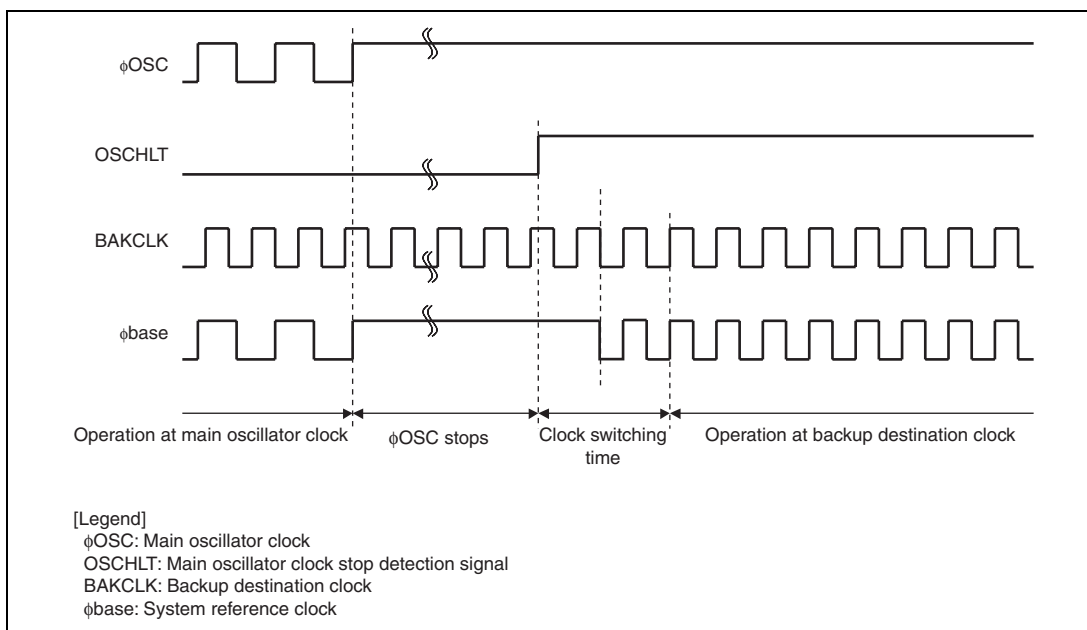 ϕOSC
OSCHLT
BAKCLK
ϕbase
Operation at main oscillator clock
ϕOSC stops
Clock switching
time
Operation at backup destination clock
[Legend]
ϕOSC: Main oscillator clock
OSCHLT: Main oscillator clock stop detection signal
BAKCLK: Backup destination clock
ϕbase: System reference clock